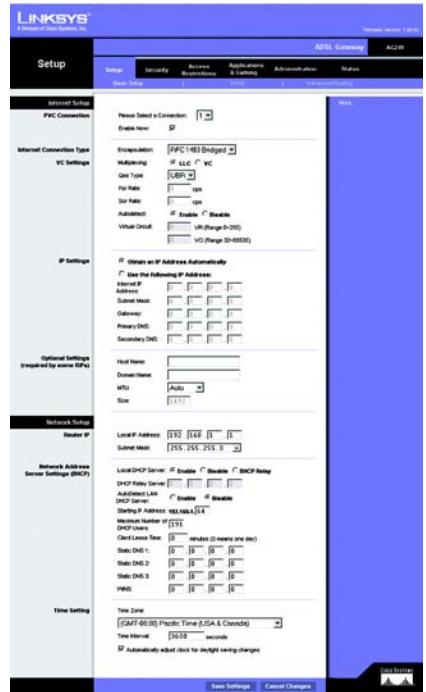 LINKSYS
A Division of Cisco Systems, Inc.
ADSL Gateway
AG241
Setup
Setup
Security
Access Restrictions
Applications & Gaming
Administration
Status
Basic Setup
Internet Setup
More...
PVC Connection
Please Select a Connection: 1
Enable Now:
Internet Connection Type
Encapsulation: RFC 1483 Bridged
VC Settings
Multiplexing: LLC VC
Qos Type: UBR
Pcr Rate: cps
Scr Rate: cps
Autodetect: Enable Disable
Virtual Circuit: VPI (Range 0~255)
VCI (Range 32~65535)
IP Settings
Obtain an IP Address Automatically
Use the Following IP Address:
Internet IP Address:
Subnet Mask:
Gateway:
Primary DNS:
Secondary DNS:
Optional Settings
(required by some ISPs)
Host Name:
Domain Name:
MTU: Auto
Size: 1492
Network Setup
Router IP
Local IP Address: 192 .168 .1 .1
Subnet Mask: 255.255.255.0
Network Address
Server Settings (DHCP)
Local DHCP Server: Enable Disable DHCP Relay
DHCP Relay Server:
AutoDetect LAN DHCP Server: Enable Disable
Starting IP Address: 192.168.1. 64
Maximum Number of DHCP Users: 191
Client Lease Time: 0 minutes (0 means one day)
Static DNS 1: 0 .0 .0 .0
Static DNS 2: 0 .0 .0 .0
Static DNS 3: 0 .0 .0 .0
WINS: 0 .0 .0 .0
Time Setting
Time Zone:
(GMT-08:00) Pacific Time (USA & Canada)
Time Interval: 3600 seconds
Automatically adjust clock for daylight saving changes
Save Settings
Cancel Changes
Cisco Systems